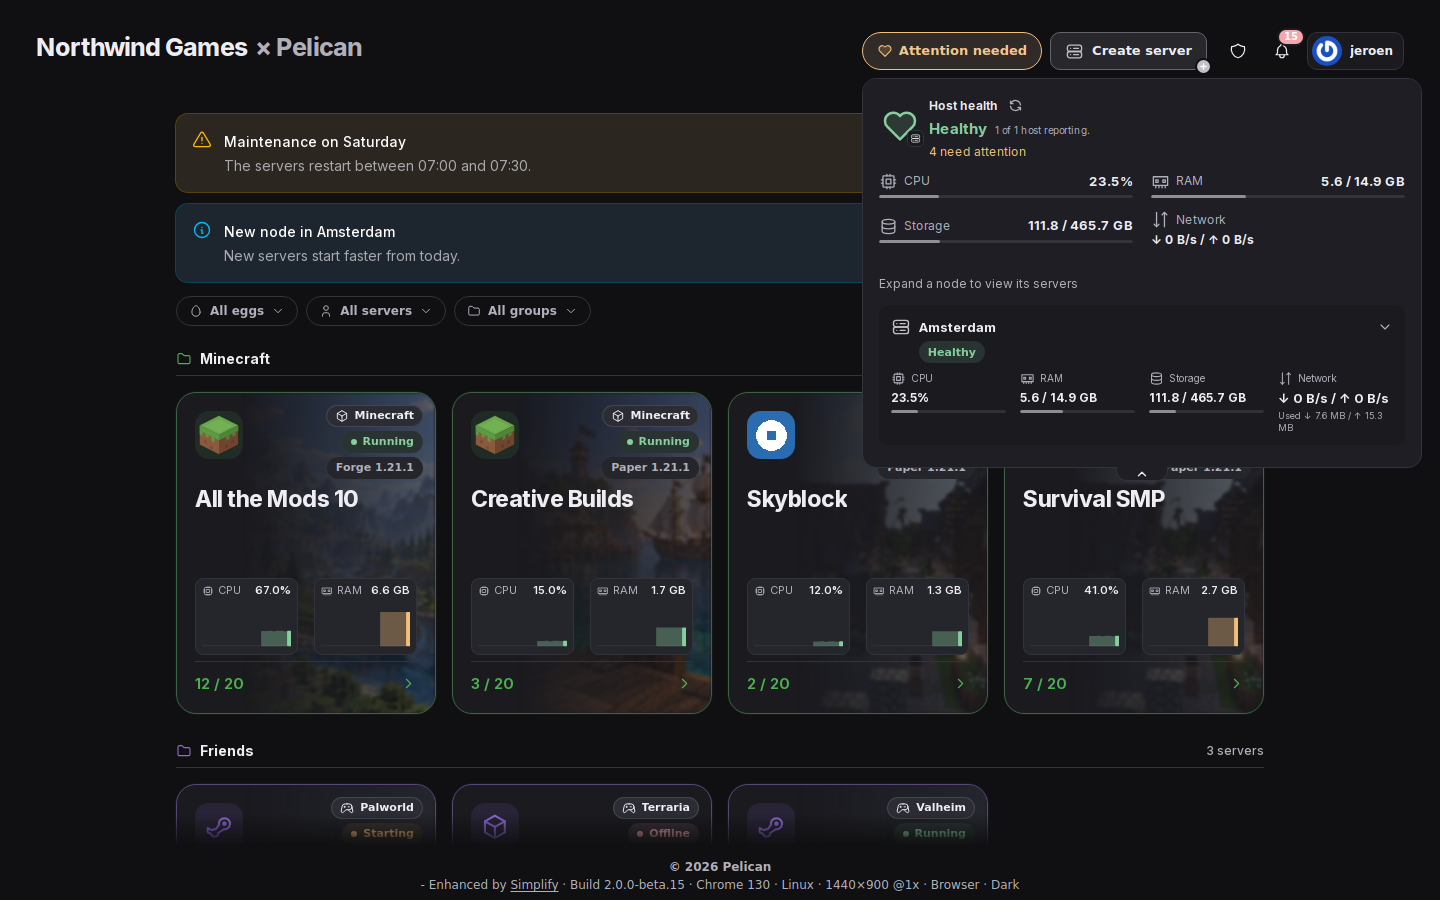 Northwind Games × Pelican
Attention needed
Create server
15
jeroen
Maintenance on Saturday
The servers restart between 07:00 and 07:30.
New node in Amsterdam
New servers start faster from today.
Host health
Healthy 1 of 1 host reporting.
4 need attention
CPU 23.5%
RAM 5.6 / 14.9 GB
Storage 111.8 / 465.7 GB
Network
↓ 0 B/s / ↑ 0 B/s
Expand a node to view its servers
Amsterdam
Healthy
CPU
23.5%
RAM
5.6 / 14.9 GB
Storage
111.8 / 465.7 GB
Network
↓ 0 B/s / ↑ 0 B/s
Used ↓ 7.6 MB / ↑ 15.3
MB
All eggs
All servers
All groups
Minecraft
Minecraft
Running
Forge 1.21.1
All the Mods 10
CPU 67.0%
RAM 6.6 GB
12 / 20
Minecraft
Running
Paper 1.21.1
Creative Builds
CPU 15.0%
RAM 1.7 GB
3 / 20
Paper 1.21.1
Skyblock
CPU 12.0%
RAM 1.3 GB
2 / 20
aper 1.21.1
Survival SMP
CPU 41.0%
RAM 2.7 GB
7 / 20
Friends
3 servers
Palworld
Starting
Terraria
Offline
Valheim
Running
© 2026 Pelican
- Enhanced by Simplify · Build 2.0.0-beta.15 · Chrome 130 · Linux · 1440×900 @1x · Browser · Dark